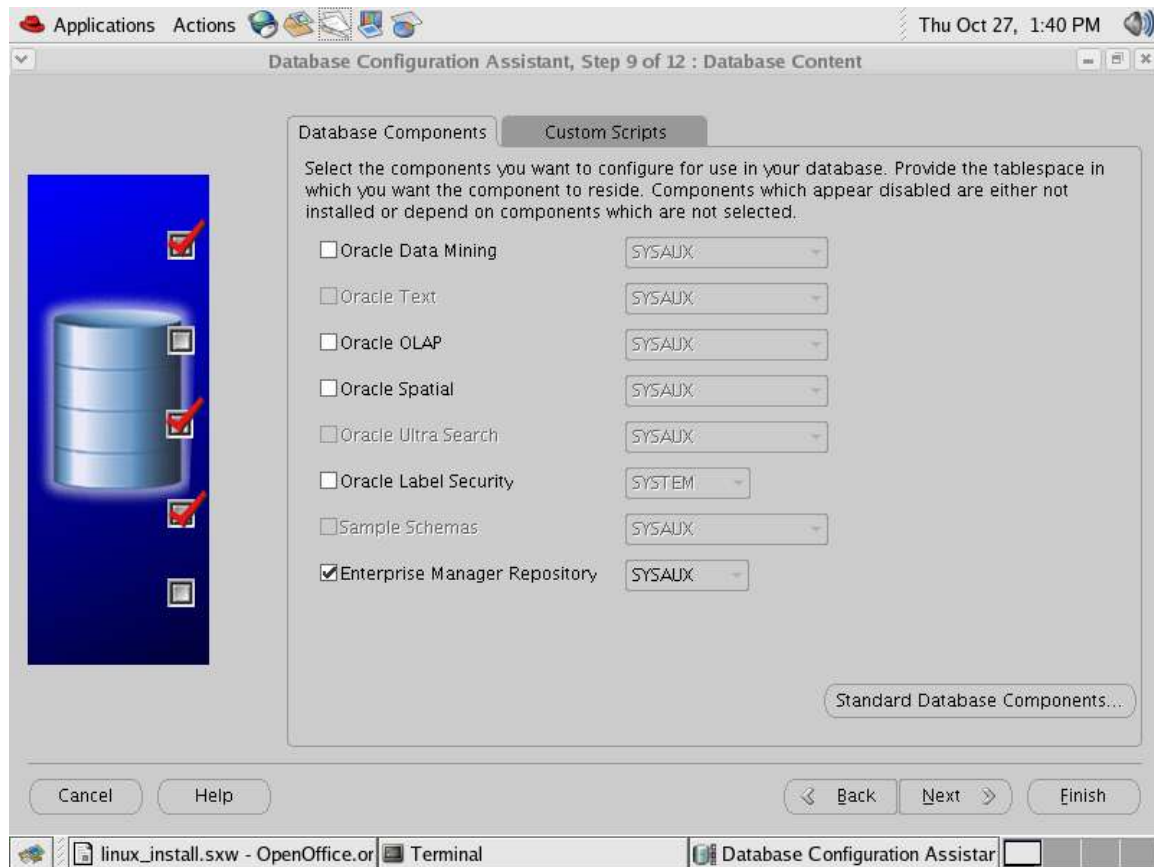 Applications Actions
Thu Oct 27, 1:40 PM
Database Configuration Assistant, Step 9 of 12 : Database Content
Database Components
Custom Scripts
Select the components you want to configure for use in your database. Provide the tablespace in
which you want the component to reside. Components which appear disabled are either not
installed or depend on components which are not selected.
Oracle Data Mining SYSAUX
Oracle Text SYSAUX
Oracle OLAP SYSAUX
Oracle Spatial SYSAUX
Oracle Ultra Search SYSAUX
Oracle Label Security SYSTEM
Sample Schemas SYSAUX
Enterprise Manager Repository SYSAUX
Standard Database Components...
Cancel Help Back Next Finish
linux_install.sxw - OpenOffice.or Terminal Database Configuration Assistar